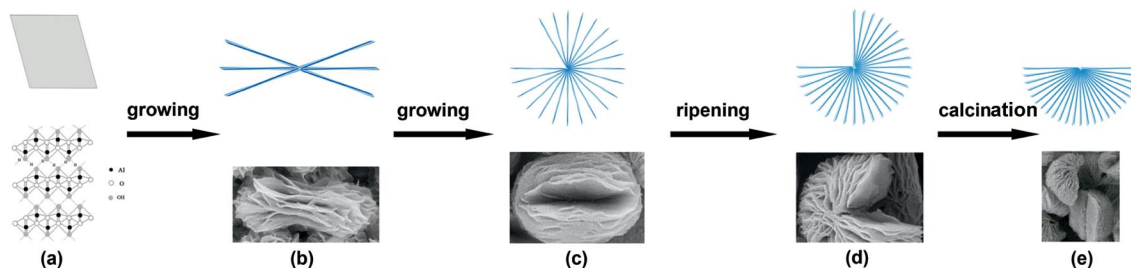 growing
growing
ripening
calcination
H H H H
H H H
Al
O
OH
(a)
(b)
(c)
(d)
(e)